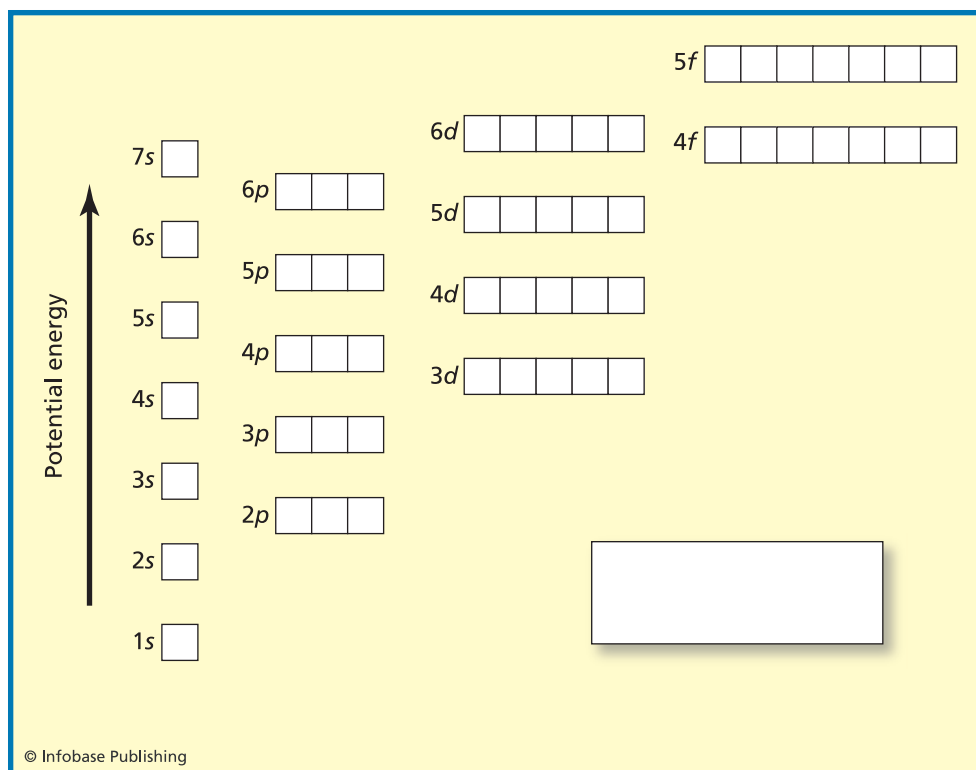 5f
6d
4f
7s
6p
5d
6s
5p
4d
5s
4p
3d
4s
3p
3s
2p
2s
1s
Potential energy
© Infobase Publishing